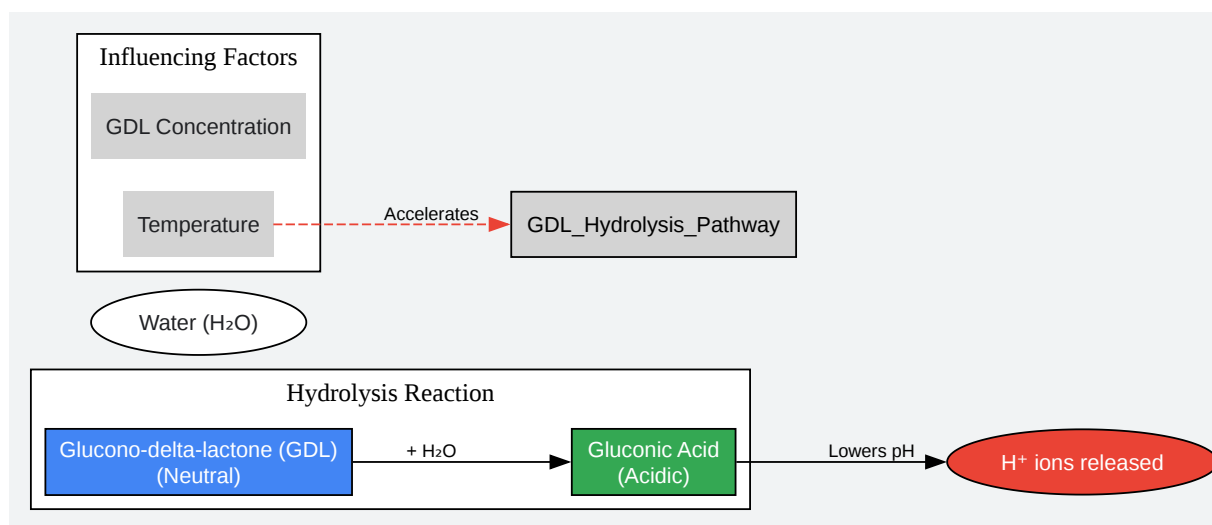 Influencing Factors
GDL Concentration
Temperature
Accelerates
GDL_Hydrolysis_Pathway
Water (H₂O)
Hydrolysis Reaction
Glucono-delta-lactone (GDL)
(Neutral)
+ H₂O
Gluconic Acid
(Acidic)
Lowers pH
H⁺ ions released